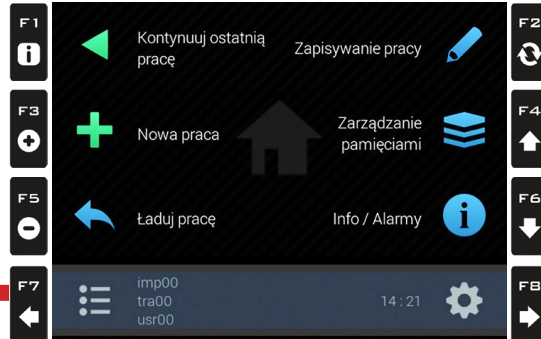 F1
F2
Kontynuuj ostatnią
pracę
Zapisywanie pracy
F3
F4
Nowa praca
Zarządzanie
pamięciami
F5
F6
Ładuj pracę
Info / Alarmy
F7
F8
imp00
tra00
usr00
14:21